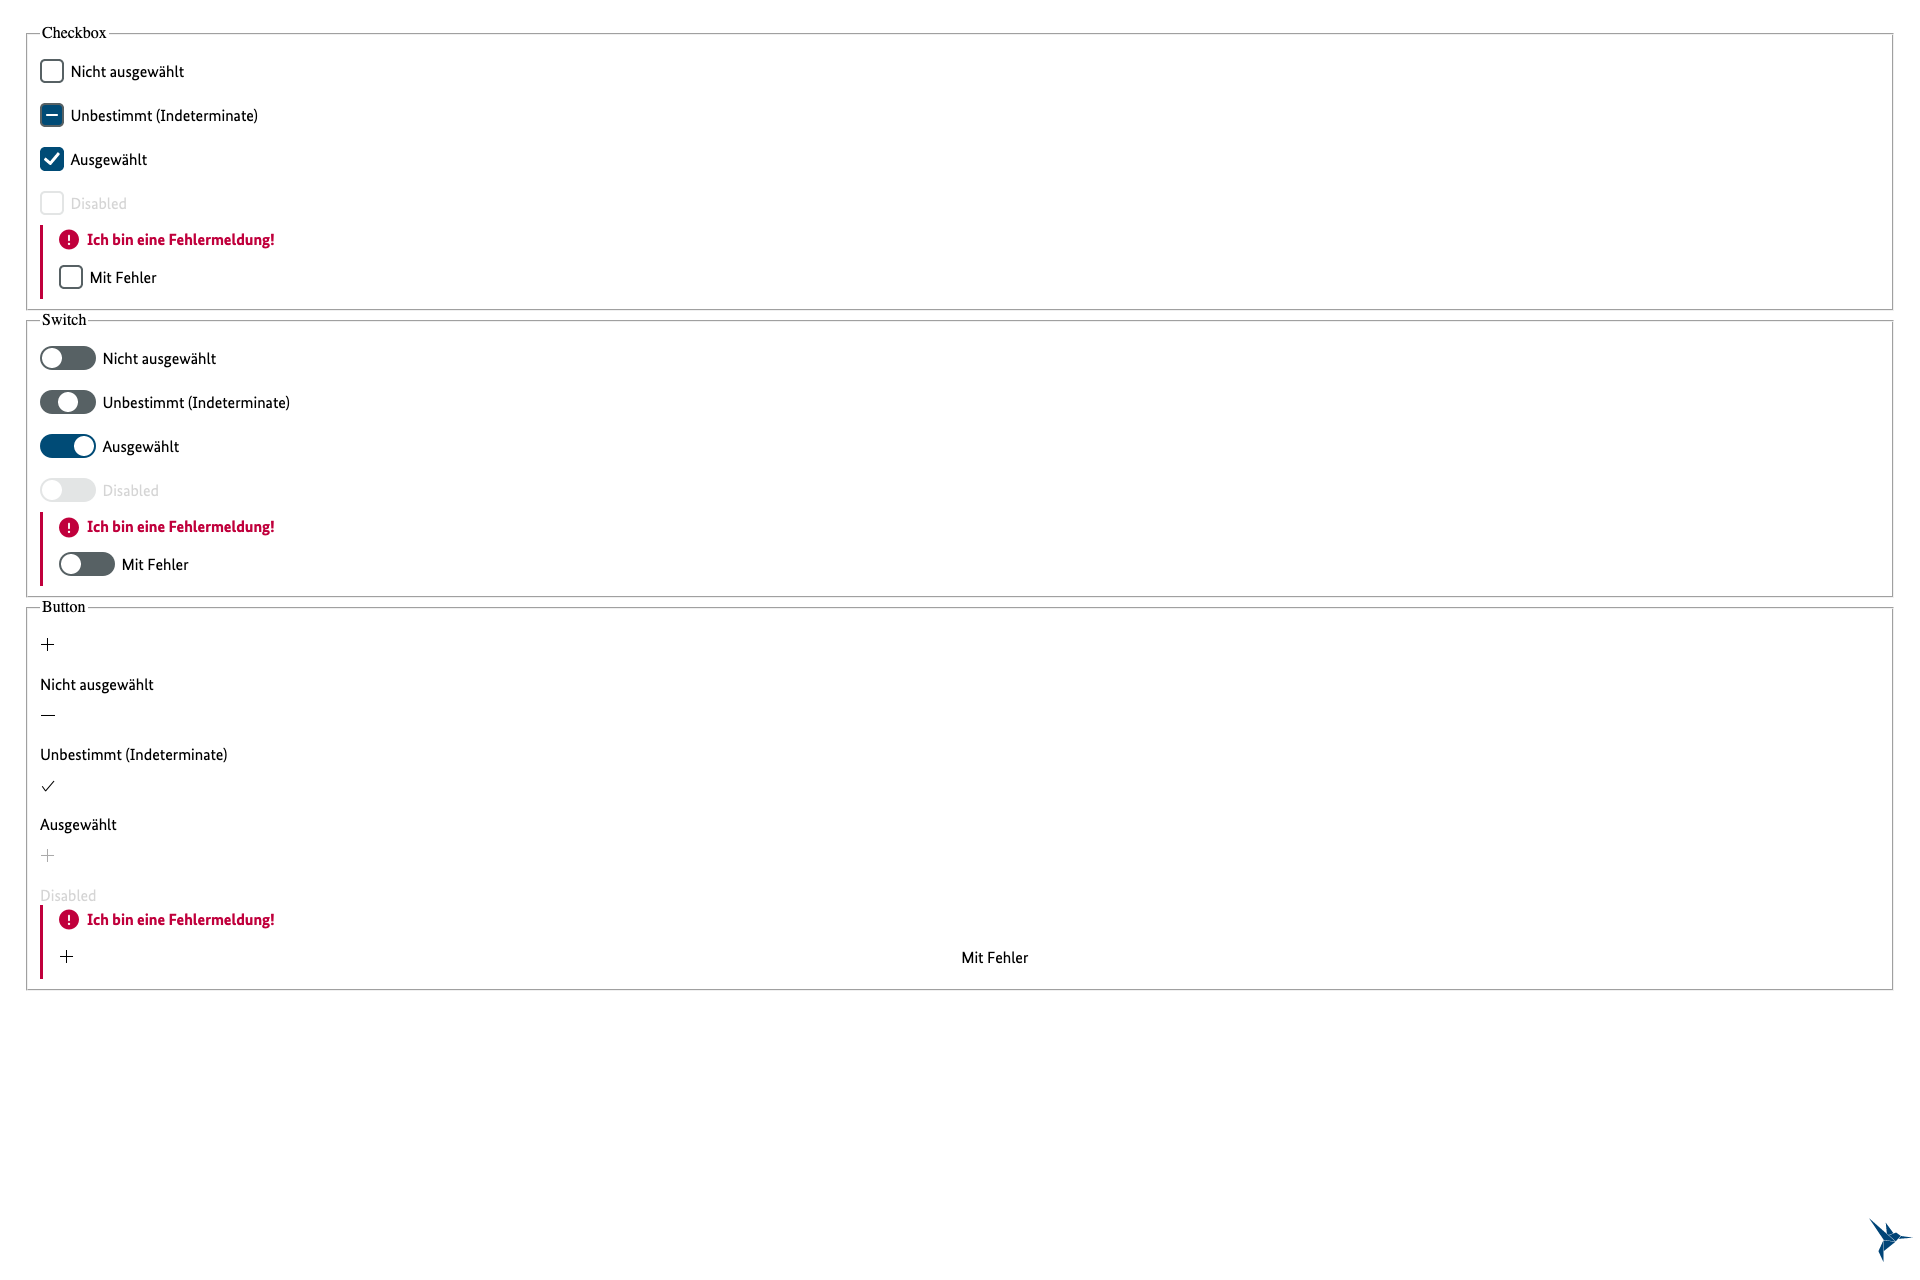 Checkbox
Nicht ausgewählt
Unbestimmt (Indeterminate)
Ausgewählt
Disabled
Ich bin eine Fehlermeldung!
Mit Fehler
Switch
Nicht ausgewählt
Unbestimmt (Indeterminate)
Ausgewählt
Disabled
Ich bin eine Fehlermeldung!
Mit Fehler
Button
Nicht ausgewählt
Unbestimmt (Indeterminate)
Ausgewählt
Disabled
Ich bin eine Fehlermeldung!
Mit Fehler